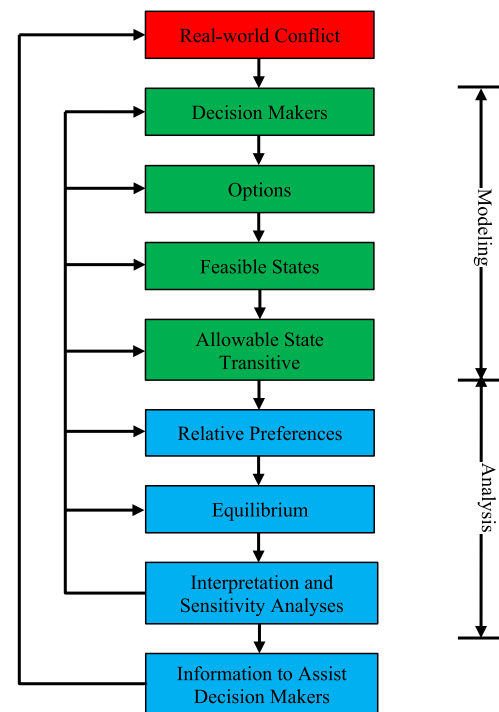 Real-world Conflict
Decision Makers
Options
Feasible States
Allowable State
Transitive
Relative Preferences
Equilibrium
Interpretation and
Sensitivity Analyses
Information to Assist
Decision Makers
Modeling
Analysis